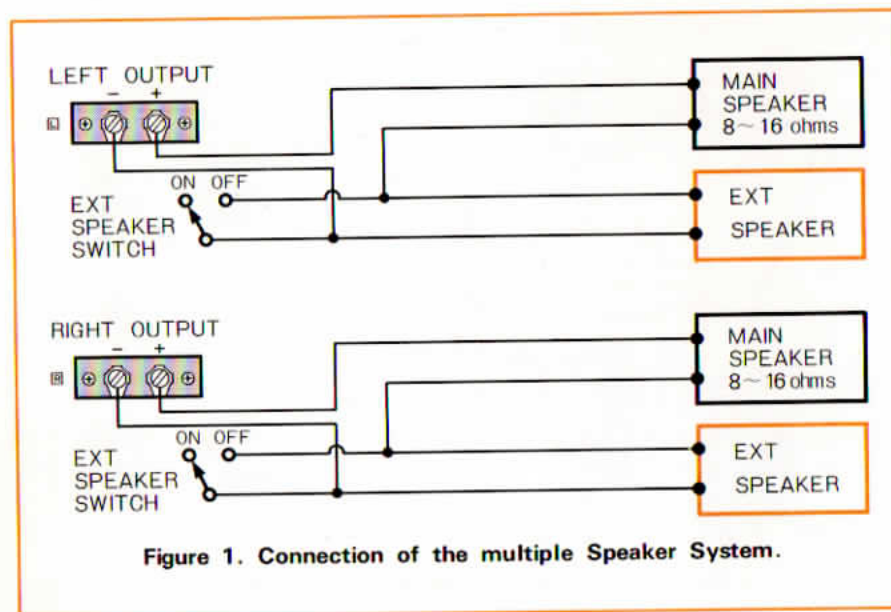 LEFT OUTPUT
− +
L
ON OFF
EXT
SPEAKER
SWITCH
MAIN
SPEAKER
8～16 ohms
EXT
SPEAKER
RIGHT OUTPUT
− +
R
ON OFF
EXT
SPEAKER
SWITCH
MAIN
SPEAKER
8～16 ohms
EXT
SPEAKER
Figure 1. Connection of the multiple Speaker System.